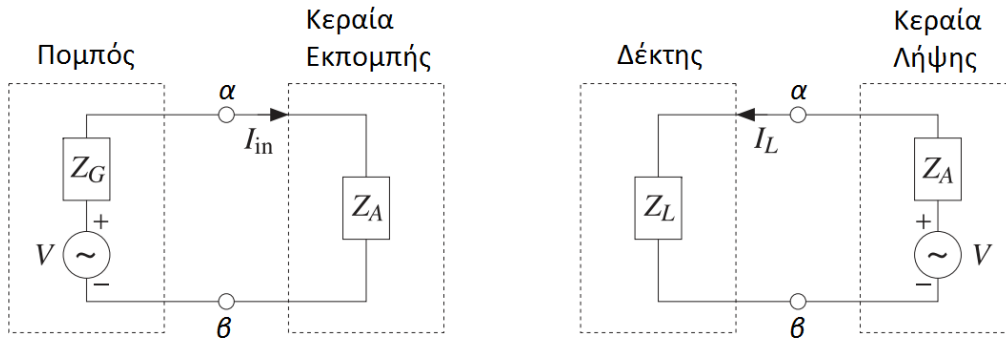 Πομπός
Κεραία
Εκπομπής
α
I_in
Z_G
+
V
~
−
Z_A
β
Δέκτης
Κεραία
Λήψης
α
I_L
Z_L
Z_A
+
~
V
−
β